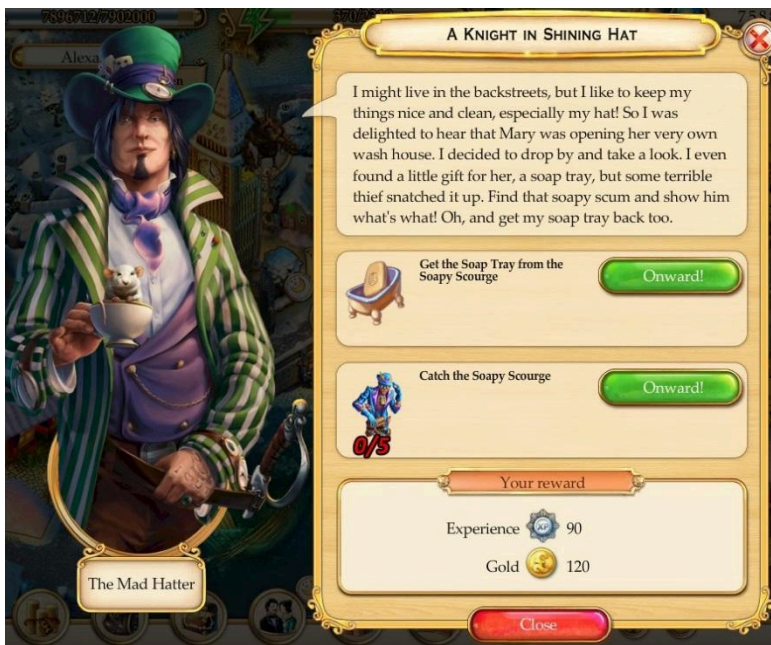 7896712/7902000
A Knight in Shining Hat
Alexa
I might live in the backstreets, but I like to keep my
things nice and clean, especially my hat! So I was
delighted to hear that Mary was opening her very own
wash house. I decided to drop by and take a look. I even
found a little gift for her, a soap tray, but some terrible
thief snatched it up. Find that soapy scum and show him
what's what! Oh, and get my soap tray back too.
Get the Soap Tray from the
Soapy Scourge
Onward!
Catch the Soapy Scourge
Onward!
0/5
Your reward
Experience XP 90
Gold 120
The Mad Hatter
Close